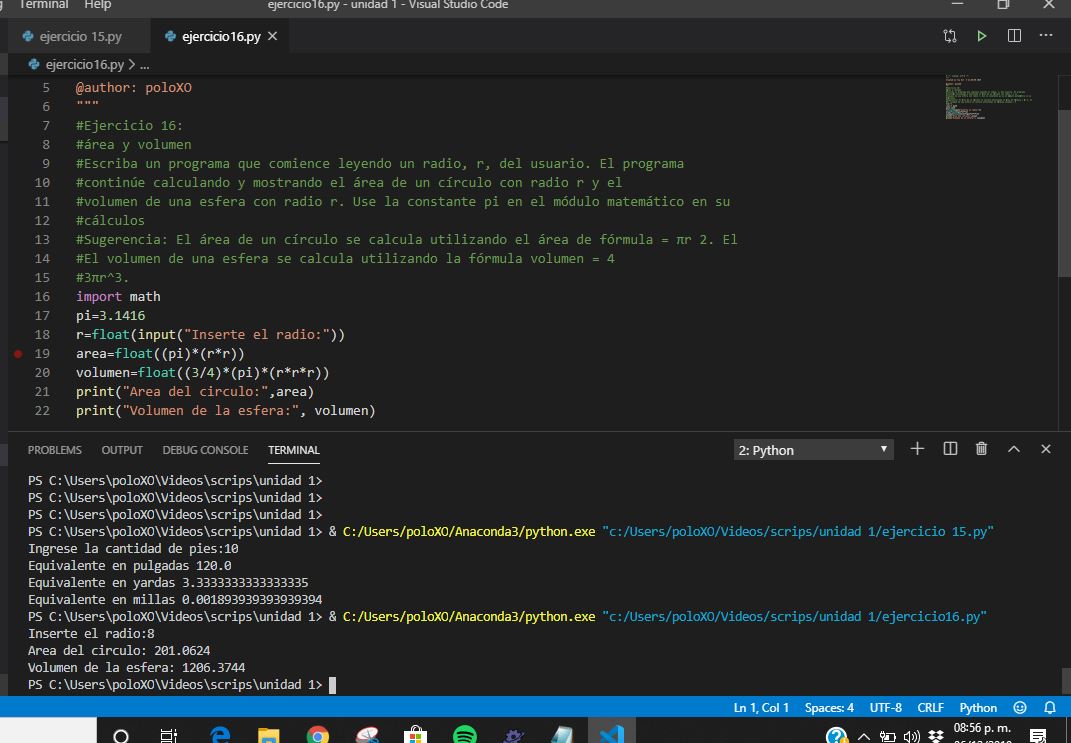 Terminal Help ejercicio16.py - unidad 1 - Visual Studio Code
ejercicio 15.py ejercicio16.py
ejercicio16.py > ...
5 @author: poloXO
6 """
7 #Ejercicio 16:
8 #área y volumen
9 #Escriba un programa que comience leyendo un radio, r, del usuario. El programa
10 #continúe calculando y mostrando el área de un círculo con radio r y el
11 #volumen de una esfera con radio r. Use la constante pi en el módulo matemático en su
12 #cálculos
13 #Sugerencia: El área de un círculo se calcula utilizando el área de fórmula = πr 2. El
14 #El volumen de una esfera se calcula utilizando la fórmula volumen = 4
15 #3πr^3.
16 import math
17 pi=3.1416
18 r=float(input("Inserte el radio:"))
19 area=float((pi)*(r*r))
20 volumen=float((3/4)*(pi)*(r*r*r))
21 print("Area del circulo:",area)
22 print("Volumen de la esfera:", volumen)
PROBLEMS OUTPUT DEBUG CONSOLE TERMINAL 2: Python
PS C:\Users\poloXO\Videos\scrips\unidad 1>
PS C:\Users\poloXO\Videos\scrips\unidad 1>
PS C:\Users\poloXO\Videos\scrips\unidad 1>
PS C:\Users\poloXO\Videos\scrips\unidad 1> & C:/Users/poloXO/Anaconda3/python.exe "c:/Users/poloXO/Videos/scrips/unidad 1/ejercicio 15.py"
Ingrese la cantidad de pies:10
Equivalente en pulgadas 120.0
Equivalente en yardas 3.3333333333333335
Equivalente en millas 0.001893939393939394
PS C:\Users\poloXO\Videos\scrips\unidad 1> & C:/Users/poloXO/Anaconda3/python.exe "c:/Users/poloXO/Videos/scrips/unidad 1/ejercicio16.py"
Inserte el radio:8
Area del circulo: 201.0624
Volumen de la esfera: 1206.3744
PS C:\Users\poloXO\Videos\scrips\unidad 1>
Ln 1, Col 1 Spaces: 4 UTF-8 CRLF Python
08:56 p. m.